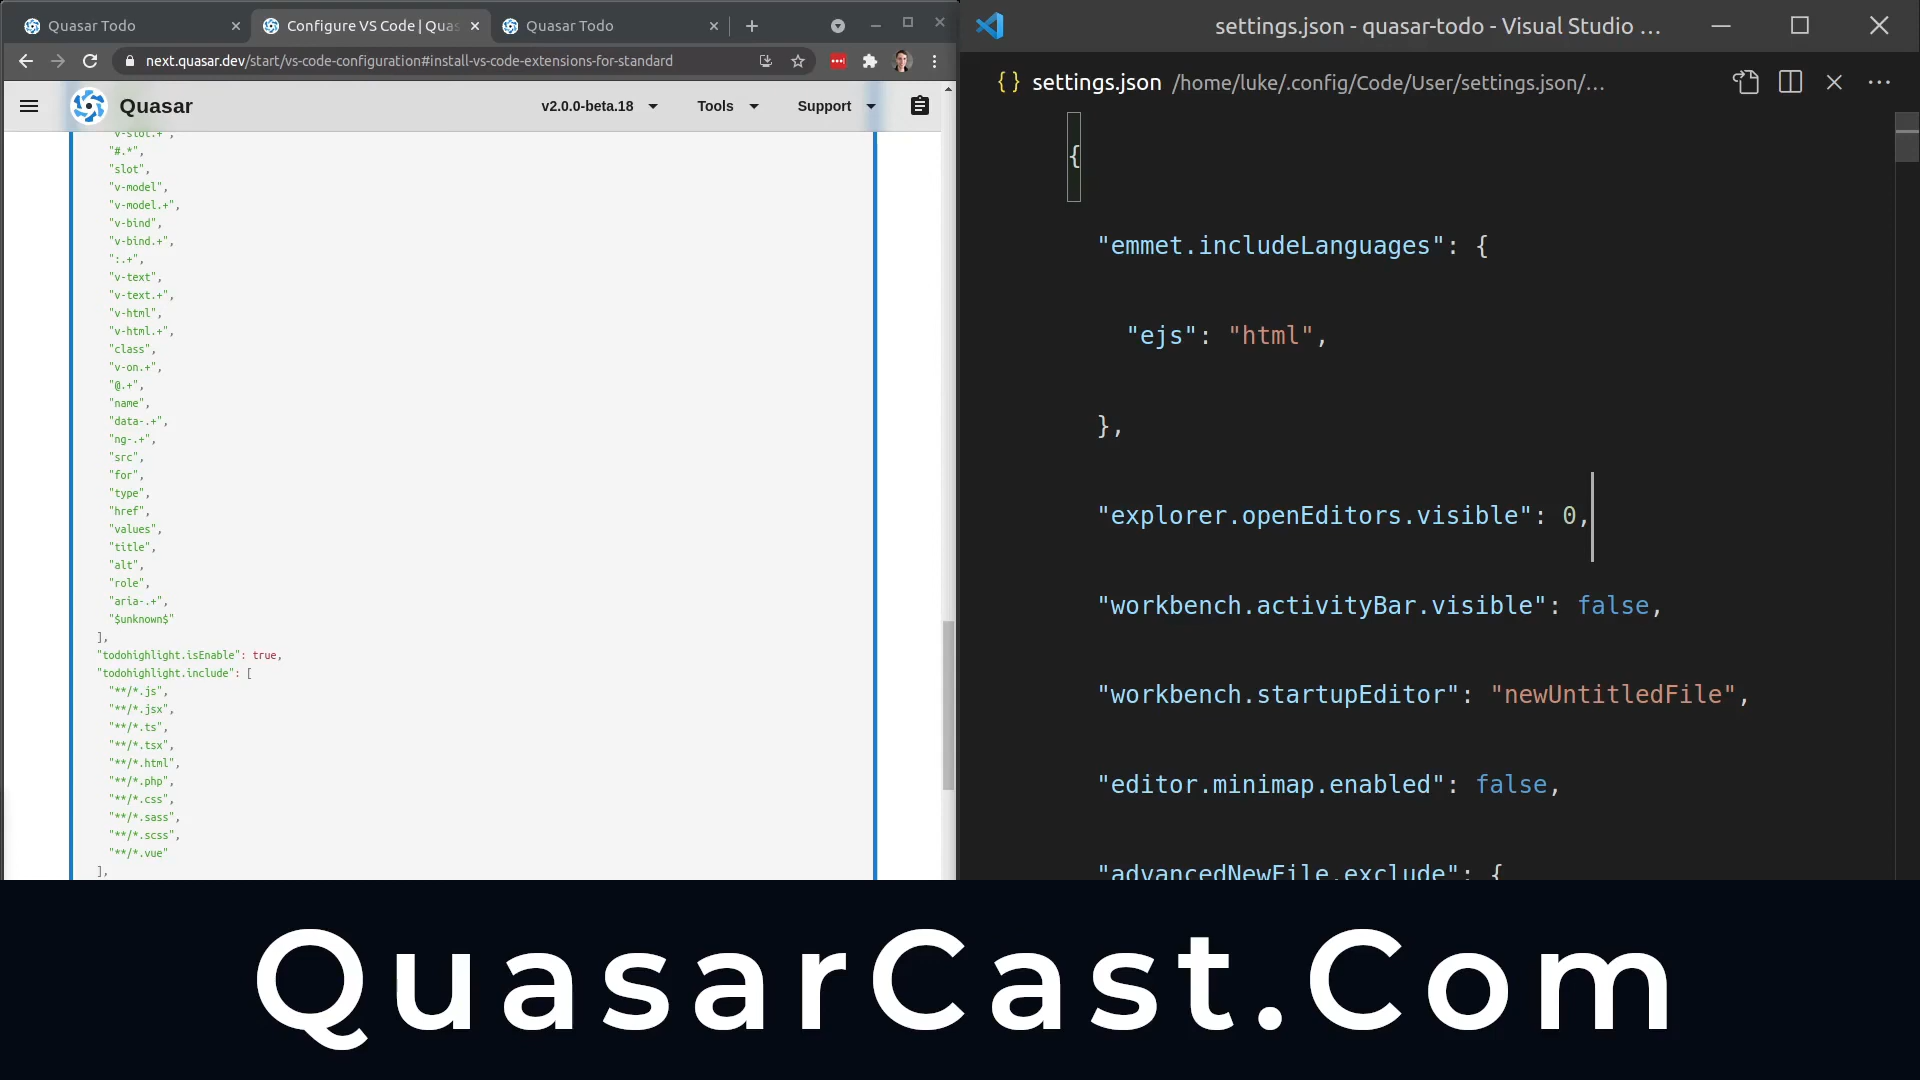 Quasar Todo
Configure VS Code | Quas
Quasar Todo
next.quasar.dev/start/vs-code-configuration#install-vs-code-extensions-for-standard
Quasar
v2.0.0-beta.18
Tools
Support
"v-slot.+",
"#.*",
"slot",
"v-model",
"v-model.+",
"v-bind",
"v-bind.+",
":.+",
"v-text",
"v-text.+",
"v-html",
"v-html.+",
"class",
"v-on.+",
"@.+",
"name",
"data-.+",
"ng-.+",
"src",
"for",
"type",
"href",
"values",
"title",
"alt",
"role",
"aria-.+",
"$unknown$"
],
"todohighlight.isEnable": true,
"todohighlight.include": [
"**/*.js",
"**/*.jsx",
"**/*.ts",
"**/*.tsx",
"**/*.html",
"**/*.php",
"**/*.css",
"**/*.sass",
"**/*.scss",
"**/*.vue"
],
settings.json - quasar-todo - Visual Studio ...
{} settings.json /home/luke/.config/Code/User/settings.json/...
{
"emmet.includeLanguages": {
"ejs": "html",
},
"explorer.openEditors.visible": 0,
"workbench.activityBar.visible": false,
"workbench.startupEditor": "newUntitledFile",
"editor.minimap.enabled": false,
"advancedNewFile.exclude": {
QuasarCast.Com